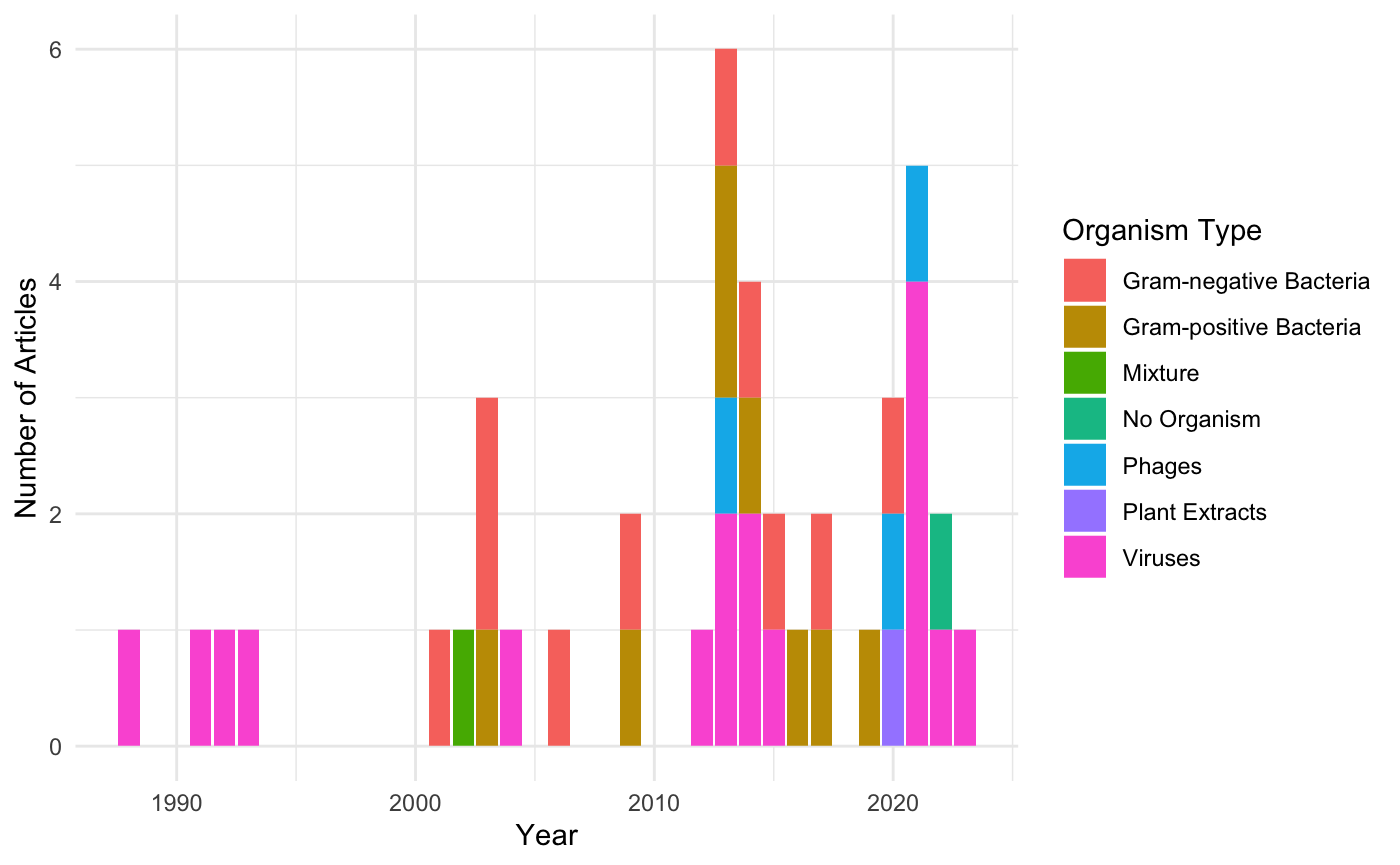 6
4
2
0
Number of Articles
1990 2000 2010 2020
Year
Organism Type
Gram-negative Bacteria
Gram-positive Bacteria
Mixture
No Organism
Phages
Plant Extracts
Viruses